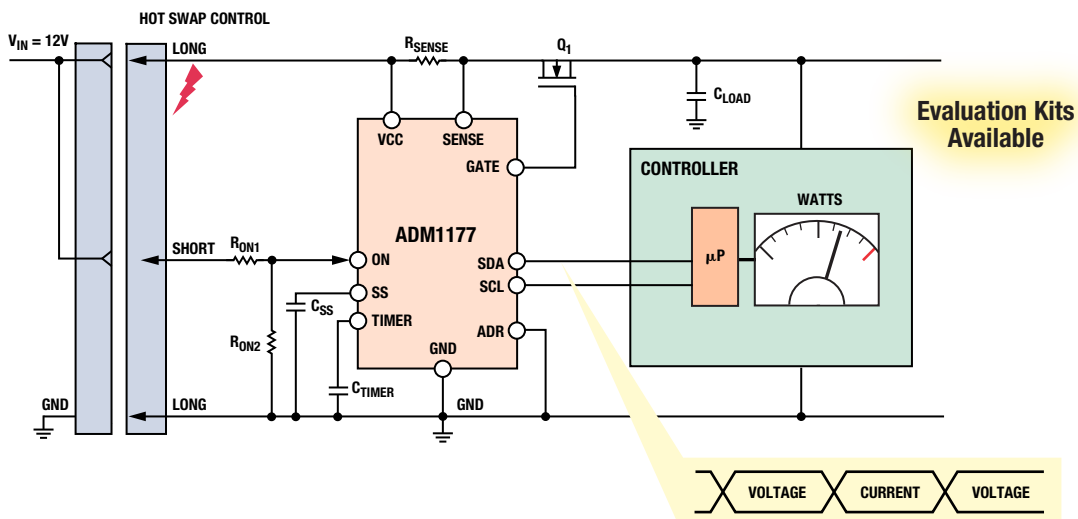 HOT SWAP CONTROL
VIN = 12V
LONG
RSENSE
Q1
CLOAD
Evaluation Kits
Available
VCC
SENSE
GATE
CONTROLLER
WATTS
ADM1177
SHORT
RON1
ON
SDA
µP
SS
SCL
CSS
TIMER
ADR
RON2
GND
CTIMER
GND
LONG
GND
VOLTAGE
CURRENT
VOLTAGE